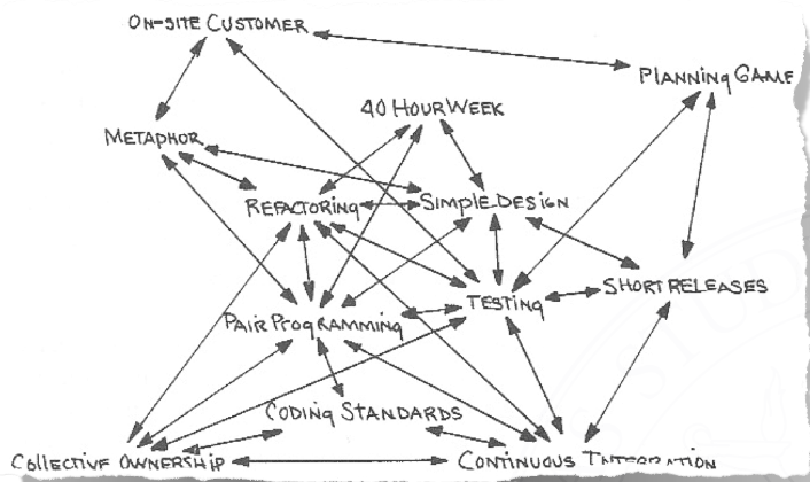 ON-SITE CUSTOMER
PLANNING GAME
40 HOUR WEEK
METAPHOR
REFACTORING
SIMPLE DESIGN
SHORT RELEASES
TESTING
PAIR PROGRAMMING
CODING STANDARDS
COLLECTIVE OWNERSHIP
CONTINUOUS